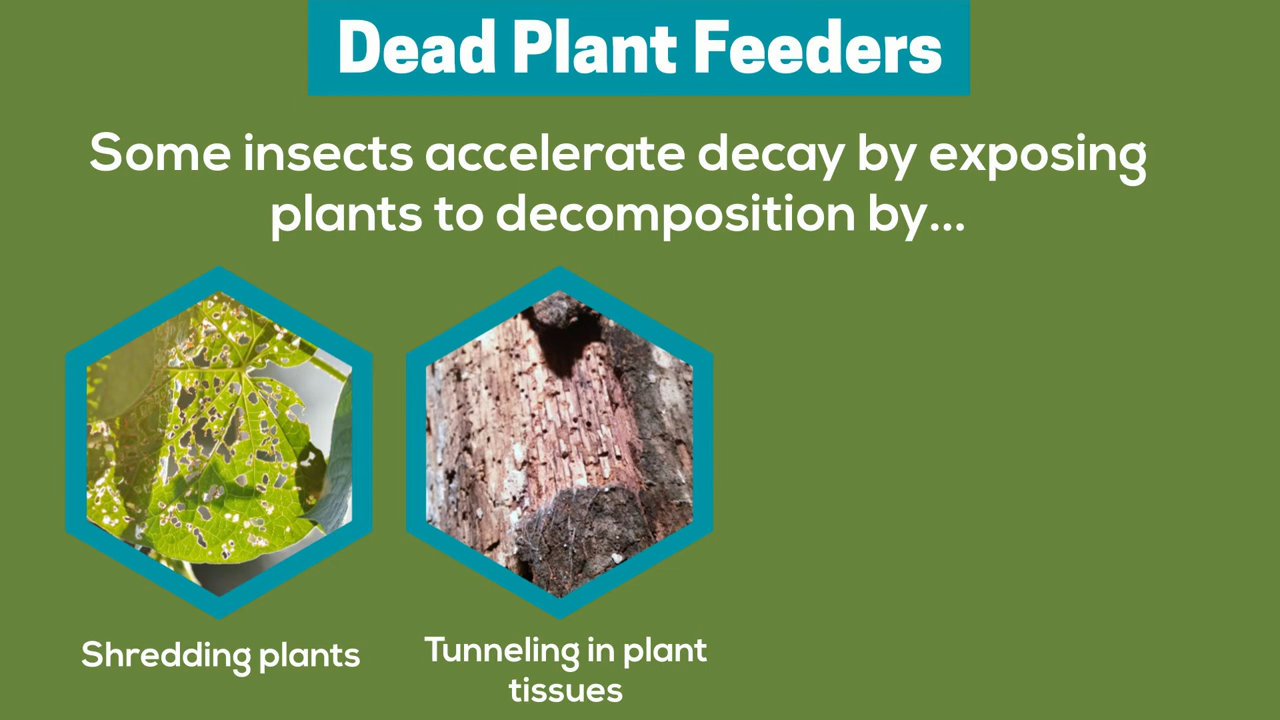 Dead Plant Feeders
Some insects accelerate decay by exposing
plants to decomposition by...
Shredding plants
Tunneling in plant
tissues